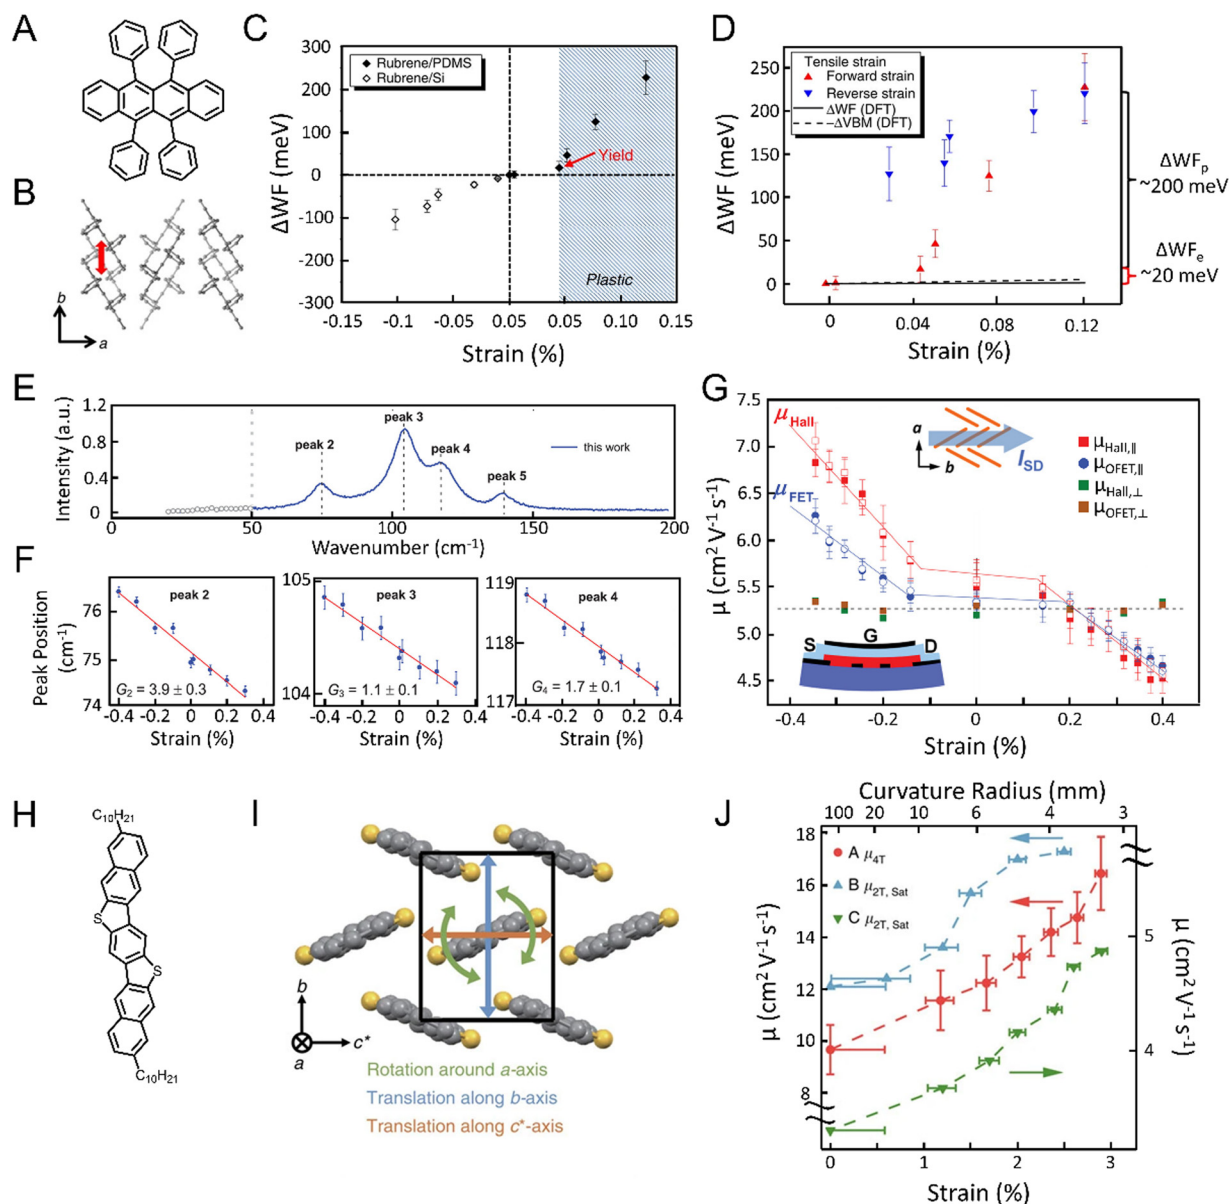 A
B
b
a
C
ΔWF (meV)
300
200
100
0
-100
-200
-300
Rubrene/PDMS
Rubrene/Si
Yield
Plastic
-0.15
-0.1
-0.05
0.05
0.05
0.10
0.15
Strain (%)
D
ΔWF (meV)
250
200
150
100
50
0
Tensile strain
Forward strain
Reverse strain
ΔWF (DFT)
-ΔVBM (DFT)
0
0.04
0.08
0.12
Strain (%)
ΔWFp
~200 meV
ΔWFe
~20 meV
E
Intensity (a.u.)
1.2
0.8
0.4
0
peak 2
peak 3
peak 4
peak 5
this work
0
50
100
150
200
Wavenumber (cm⁻¹)
F
Peak Position
(cm⁻¹)
76
75
74
peak 2
G2 = 3.9 ± 0.3
-0.4
-0.2
0
0.2
0.4
Strain (%)
105
104
peak 3
G3 = 1.1 ± 0.1
-0.4
-0.2
0
0.2
0.4
Strain (%)
119
118
117
peak 4
G4 = 1.7 ± 0.1
-0.4
-0.2
0
0.2
0.4
Strain (%)
G
μ (cm² V⁻¹ s⁻¹)
7.5
7.0
6.5
6.0
5.5
5.0
4.5
μHall
μFET
a
b
ISD
μHall,∥
μOFET,∥
μHall,⊥
μOFET,⊥
S
G
D
-0.4
-0.2
0
0.2
0.4
Strain (%)
H
C10H21
S
S
C10H21
I
b
a
c*
Rotation around a-axis
Translation along b-axis
Translation along c*-axis
J
Curvature Radius (mm)
100
20
10
6
4
3
μ (cm² V⁻¹ s⁻¹)
18
16
14
12
10
8
A μ4T
B μ2T, Sat
C μ2T, Sat
5
4
μ (cm² V⁻¹ s⁻¹)
0
1
2
3
Strain (%)